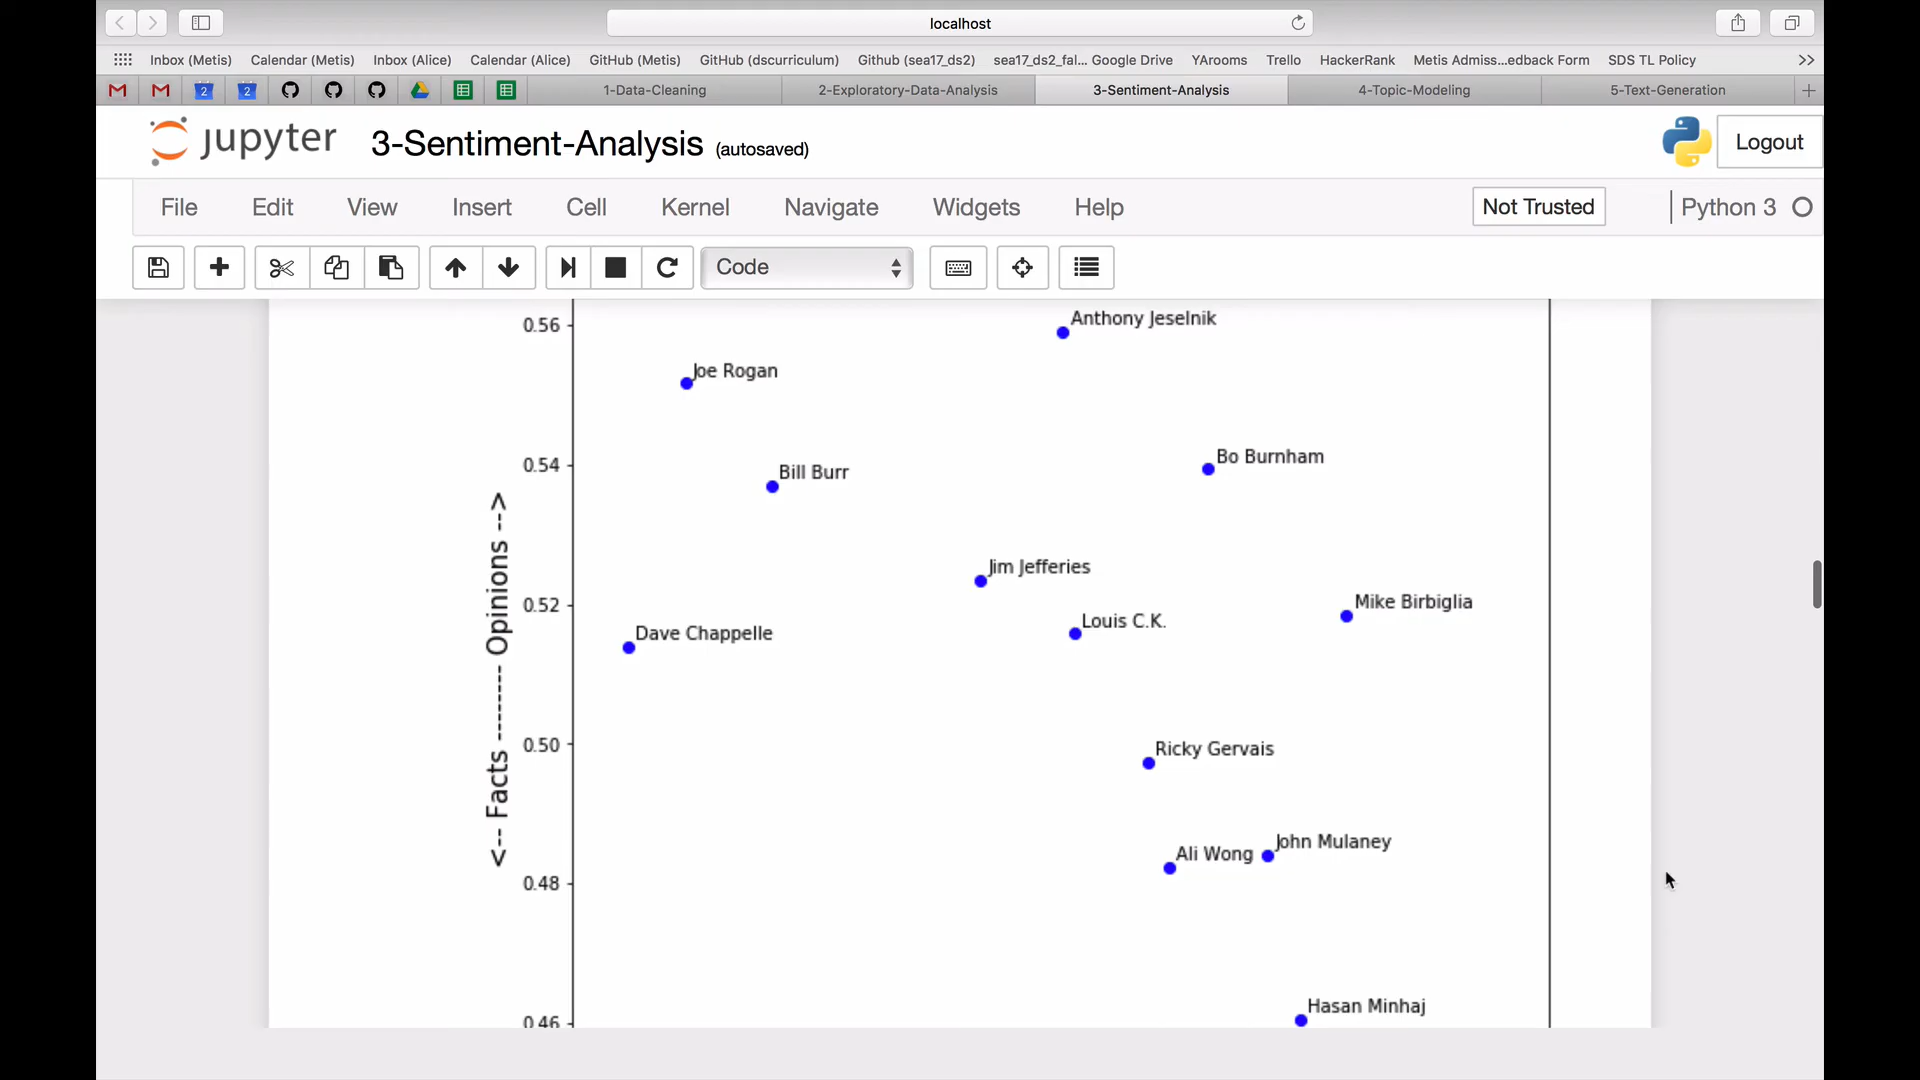 localhost
Inbox (Metis) Calendar (Metis) Inbox (Alice) Calendar (Alice) GitHub (Metis) GitHub (dscurriculum) Github (sea17_ds2) sea17_ds2_fal... Google Drive YArooms Trello HackerRank Metis Admiss...edback Form SDS TL Policy >>
2 2 1-Data-Cleaning 2-Exploratory-Data-Analysis 3-Sentiment-Analysis 4-Topic-Modeling 5-Text-Generation
jupyter 3-Sentiment-Analysis (autosaved) Logout
File Edit View Insert Cell Kernel Navigate Widgets Help Not Trusted Python 3
Code
0.56
Anthony Jeselnik
Joe Rogan
Bo Burnham
0.54
Bill Burr
Jim Jefferies
Mike Birbiglia
0.52
Louis C.K.
Dave Chappelle
<-- Facts -------- Opinions -->
0.50
Ricky Gervais
John Mulaney
Ali Wong
0.48
Hasan Minhaj
0.46